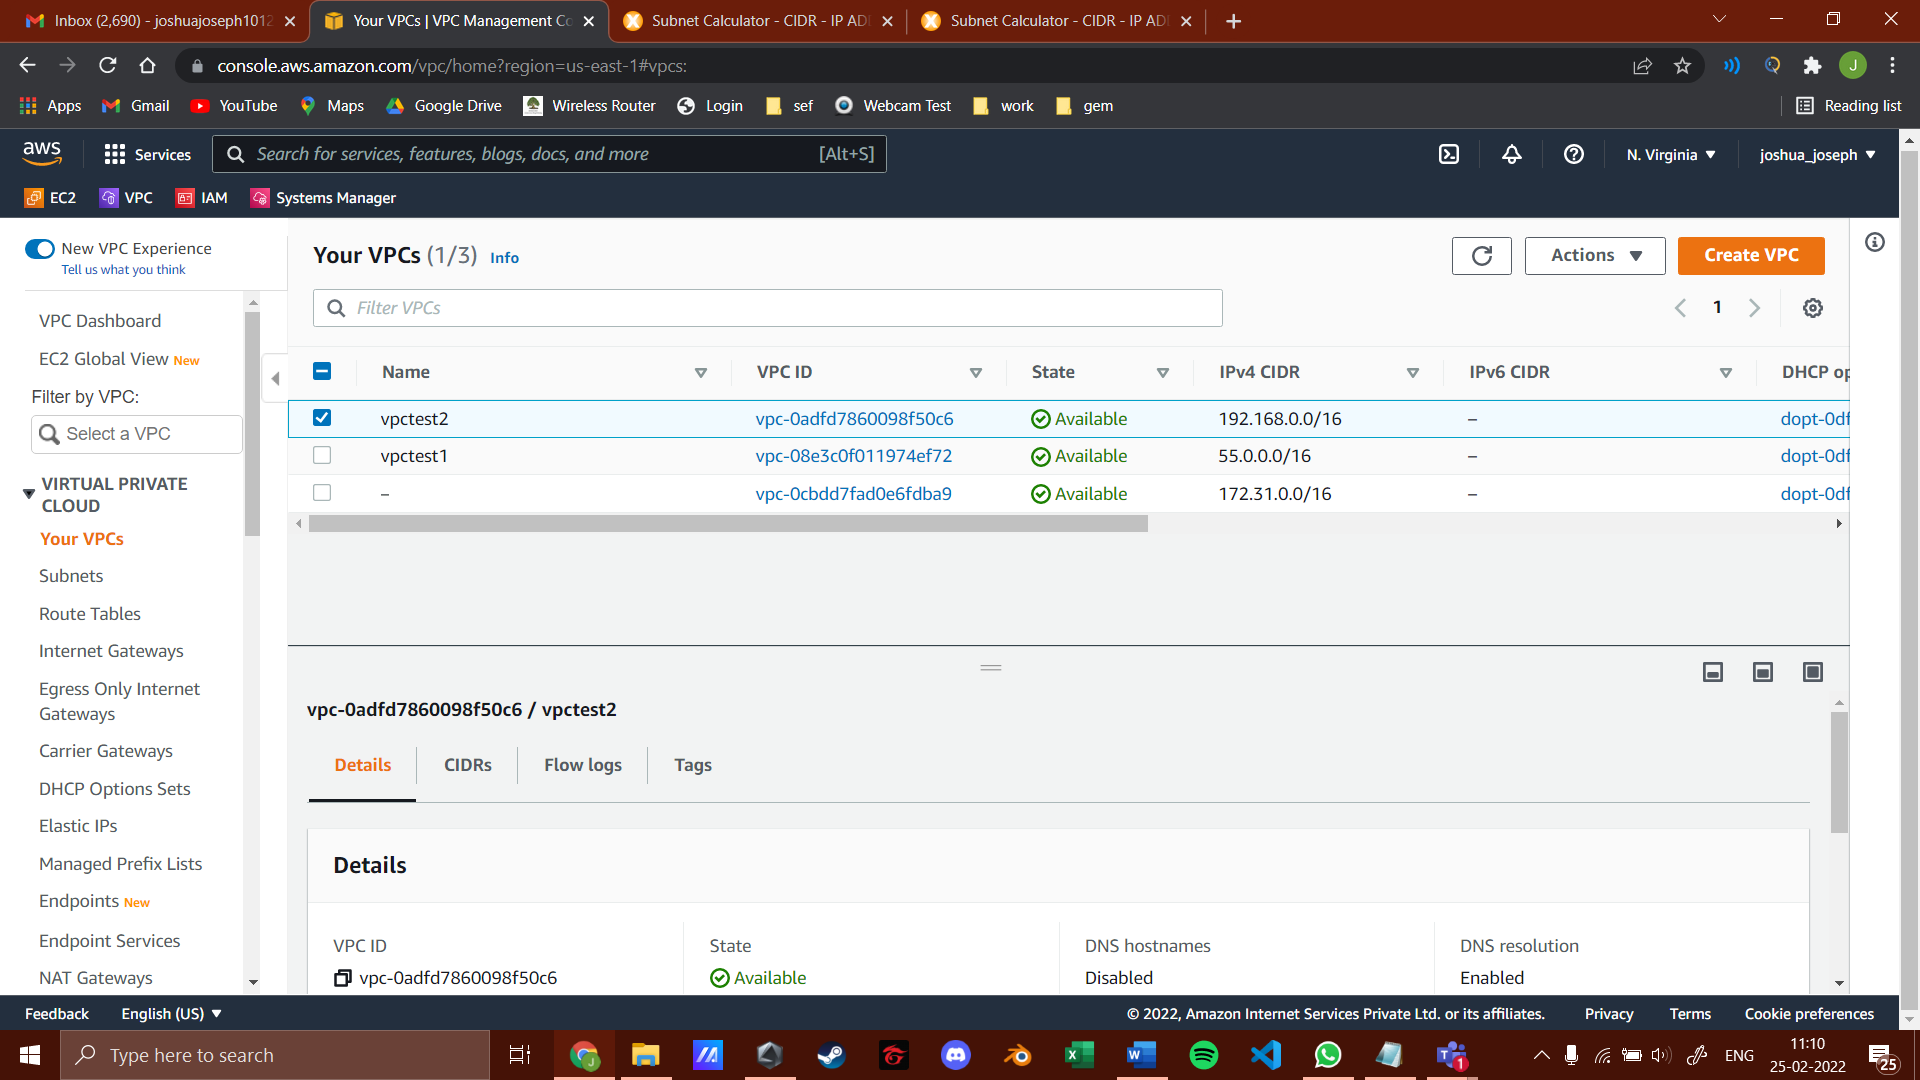 Inbox (2,690) - joshuajoseph1012
Your VPCs | VPC Management Co
Subnet Calculator - CIDR - IP AD
Subnet Calculator - CIDR - IP AD
console.aws.amazon.com/vpc/home?region=us-east-1#vpcs:
J
Apps
Gmail
YouTube
Maps
Google Drive
Wireless Router
Login
sef
Webcam Test
work
gem
Reading list
aws
Services
Search for services, features, blogs, docs, and more
[Alt+S]
N. Virginia
joshua_joseph
EC2
VPC
IAM
Systems Manager
New VPC Experience
Tell us what you think
VPC Dashboard
EC2 Global View New
Filter by VPC:
Select a VPC
VIRTUAL PRIVATE
CLOUD
Your VPCs
Subnets
Route Tables
Internet Gateways
Egress Only Internet
Gateways
Carrier Gateways
DHCP Options Sets
Elastic IPs
Managed Prefix Lists
Endpoints New
Endpoint Services
NAT Gateways
Your VPCs (1/3) Info
Actions
Create VPC
Filter VPCs
1
Name VPC ID State IPv4 CIDR IPv6 CIDR DHCP op
vpctest2 vpc-0adfd7860098f50c6 Available 192.168.0.0/16 – dopt-0df
vpctest1 vpc-08e3c0f011974ef72 Available 55.0.0.0/16 – dopt-0df
– vpc-0cbdd7fad0e6fdba9 Available 172.31.0.0/16 – dopt-0df
vpc-0adfd7860098f50c6 / vpctest2
Details CIDRs Flow logs Tags
Details
VPC ID State DNS hostnames DNS resolution
vpc-0adfd7860098f50c6 Available Disabled Enabled
Feedback English (US)
© 2022, Amazon Internet Services Private Ltd. or its affiliates. Privacy Terms Cookie preferences
Type here to search
1
ENG
11:10
25-02-2022
25